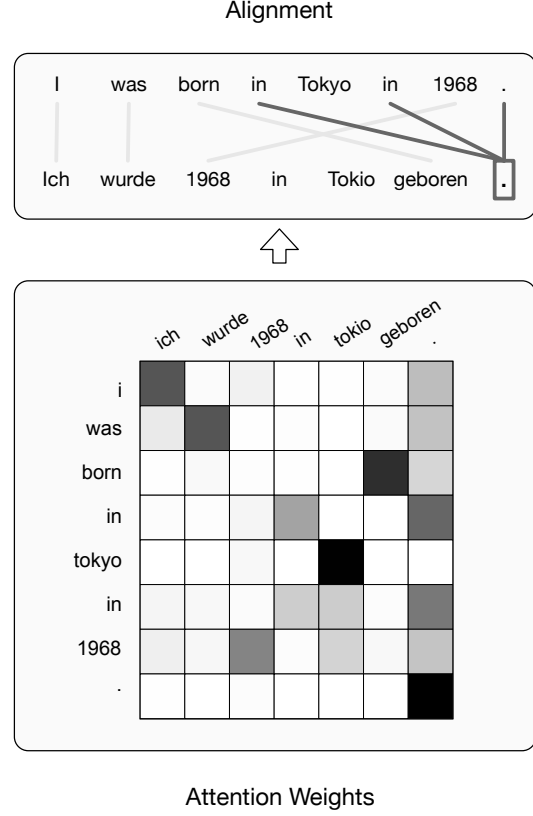 Alignment
I was born in Tokyo in 1968 .
Ich wurde 1968 in Tokio geboren .
ich wurde 1968 in tokio geboren .
i
was
born
in
tokyo
in
1968
.
Attention Weights